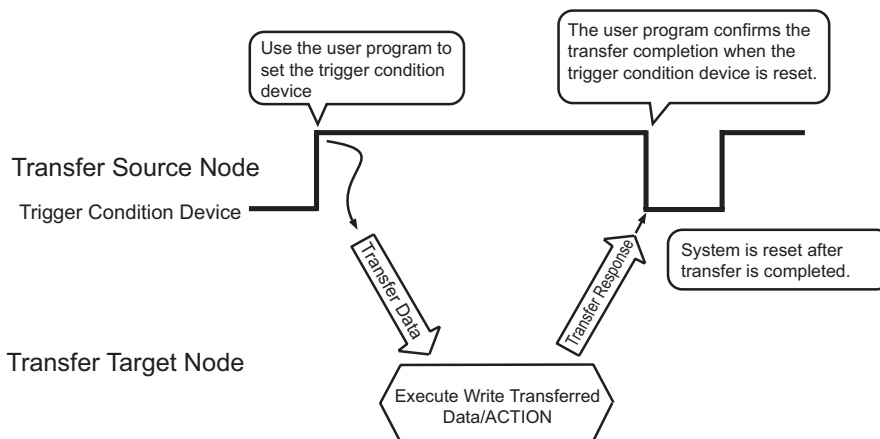 Use the user program to
set the trigger condition
device
The user program confirms the
transfer completion when the
trigger condition device is reset.
Transfer Source Node
Trigger Condition Device
Transfer Data
Transfer Response
System is reset after
transfer is completed.
Transfer Target Node
Execute Write Transferred
Data/ACTION